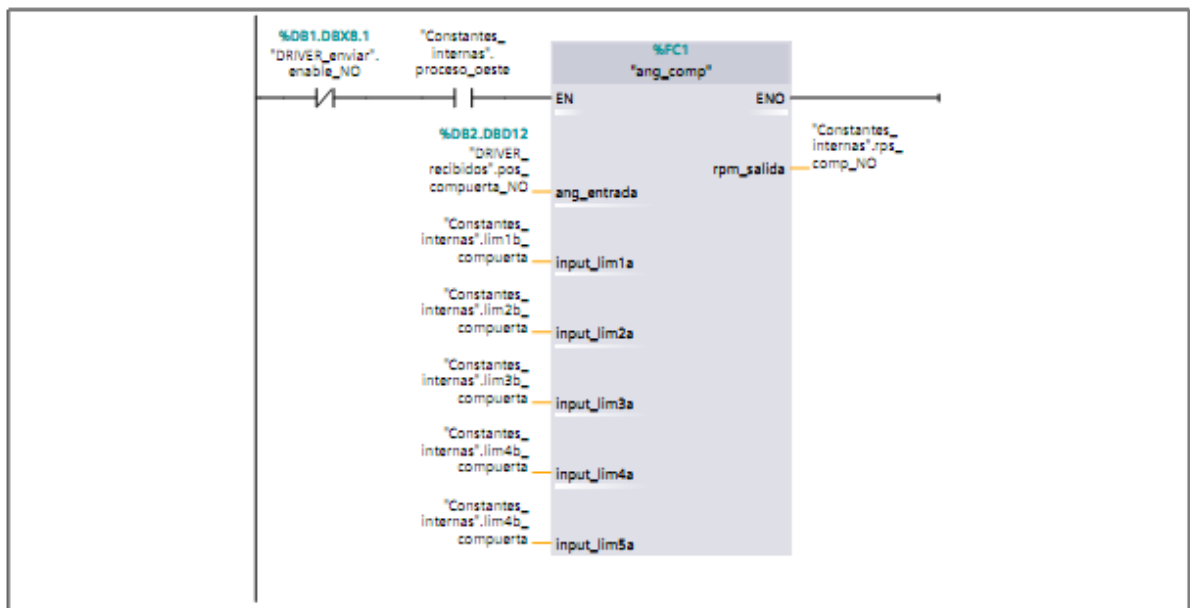 %DB1.DBX8.1
"DRIVER_enviar".
enable_NO
"Constantes_
internas".
proceso_oeste
%FC1
"ang_comp"
EN
ENO
%DB2.DBD12
"DRIVER_
recibidos".pos_
compuerta_NO
ang_entrada
rpm_salida
"Constantes_
internas".rps_
comp_NO
"Constantes_
internas".lim1b_
compuerta
input_lim1a
"Constantes_
internas".lim2b_
compuerta
input_lim2a
"Constantes_
internas".lim3b_
compuerta
input_lim3a
"Constantes_
internas".lim4b_
compuerta
input_lim4a
"Constantes_
internas".lim4b_
compuerta
input_lim5a